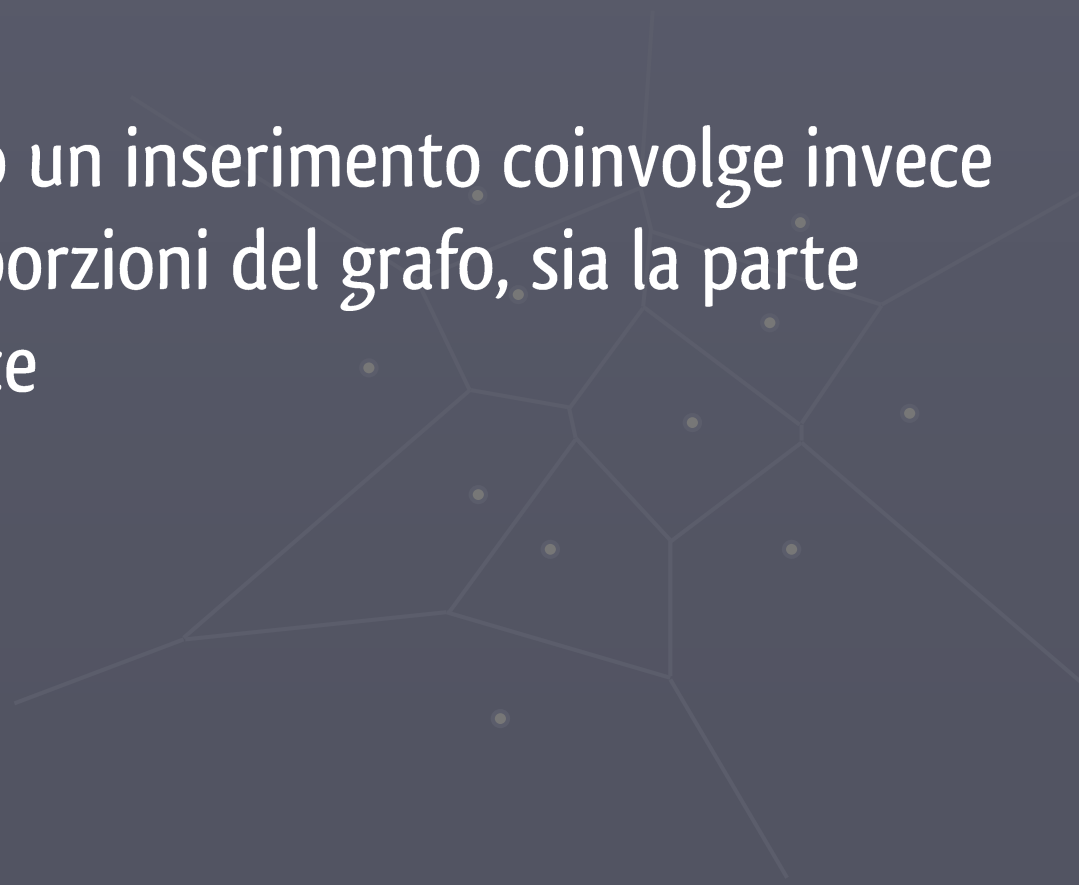 un inserimento coinvolge invece
porzioni del grafo, sia la parte